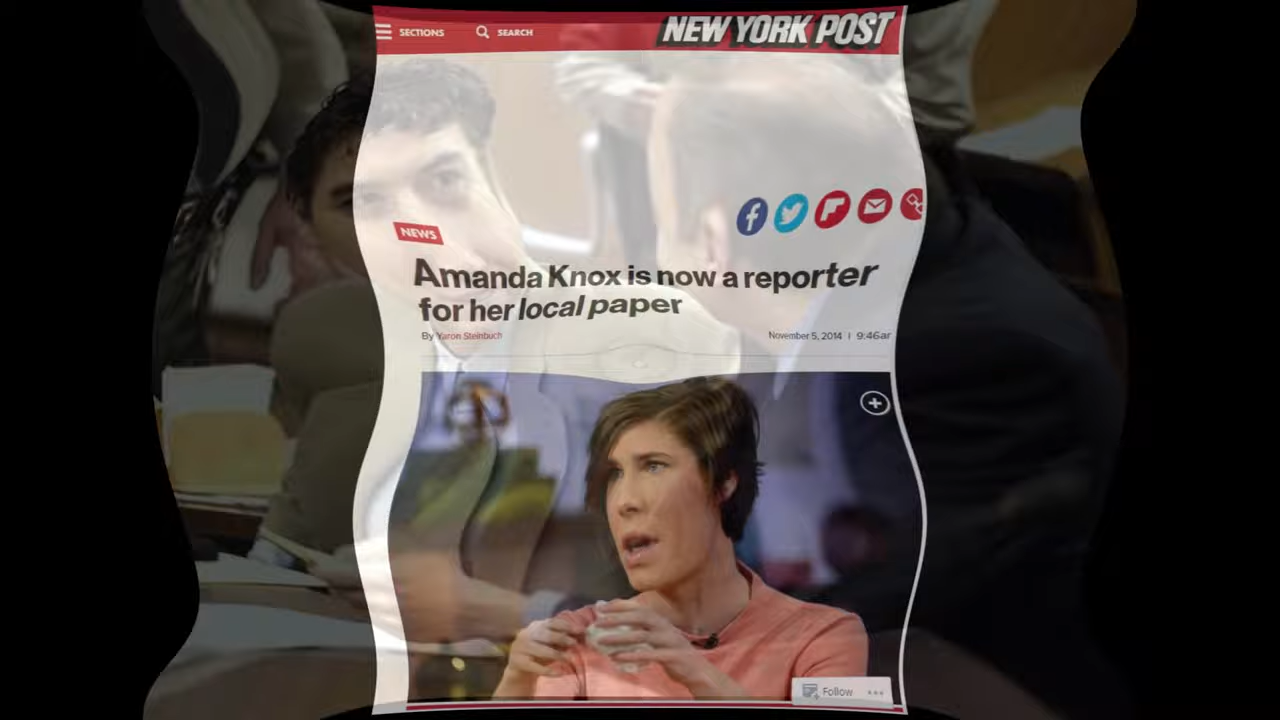 SECTIONS SEARCH NEW YORK POST
NEWS
Amanda Knox is now a reporter
for her local paper
By Yaron Steinbuch November 5, 2014 | 9:46ar
Follow